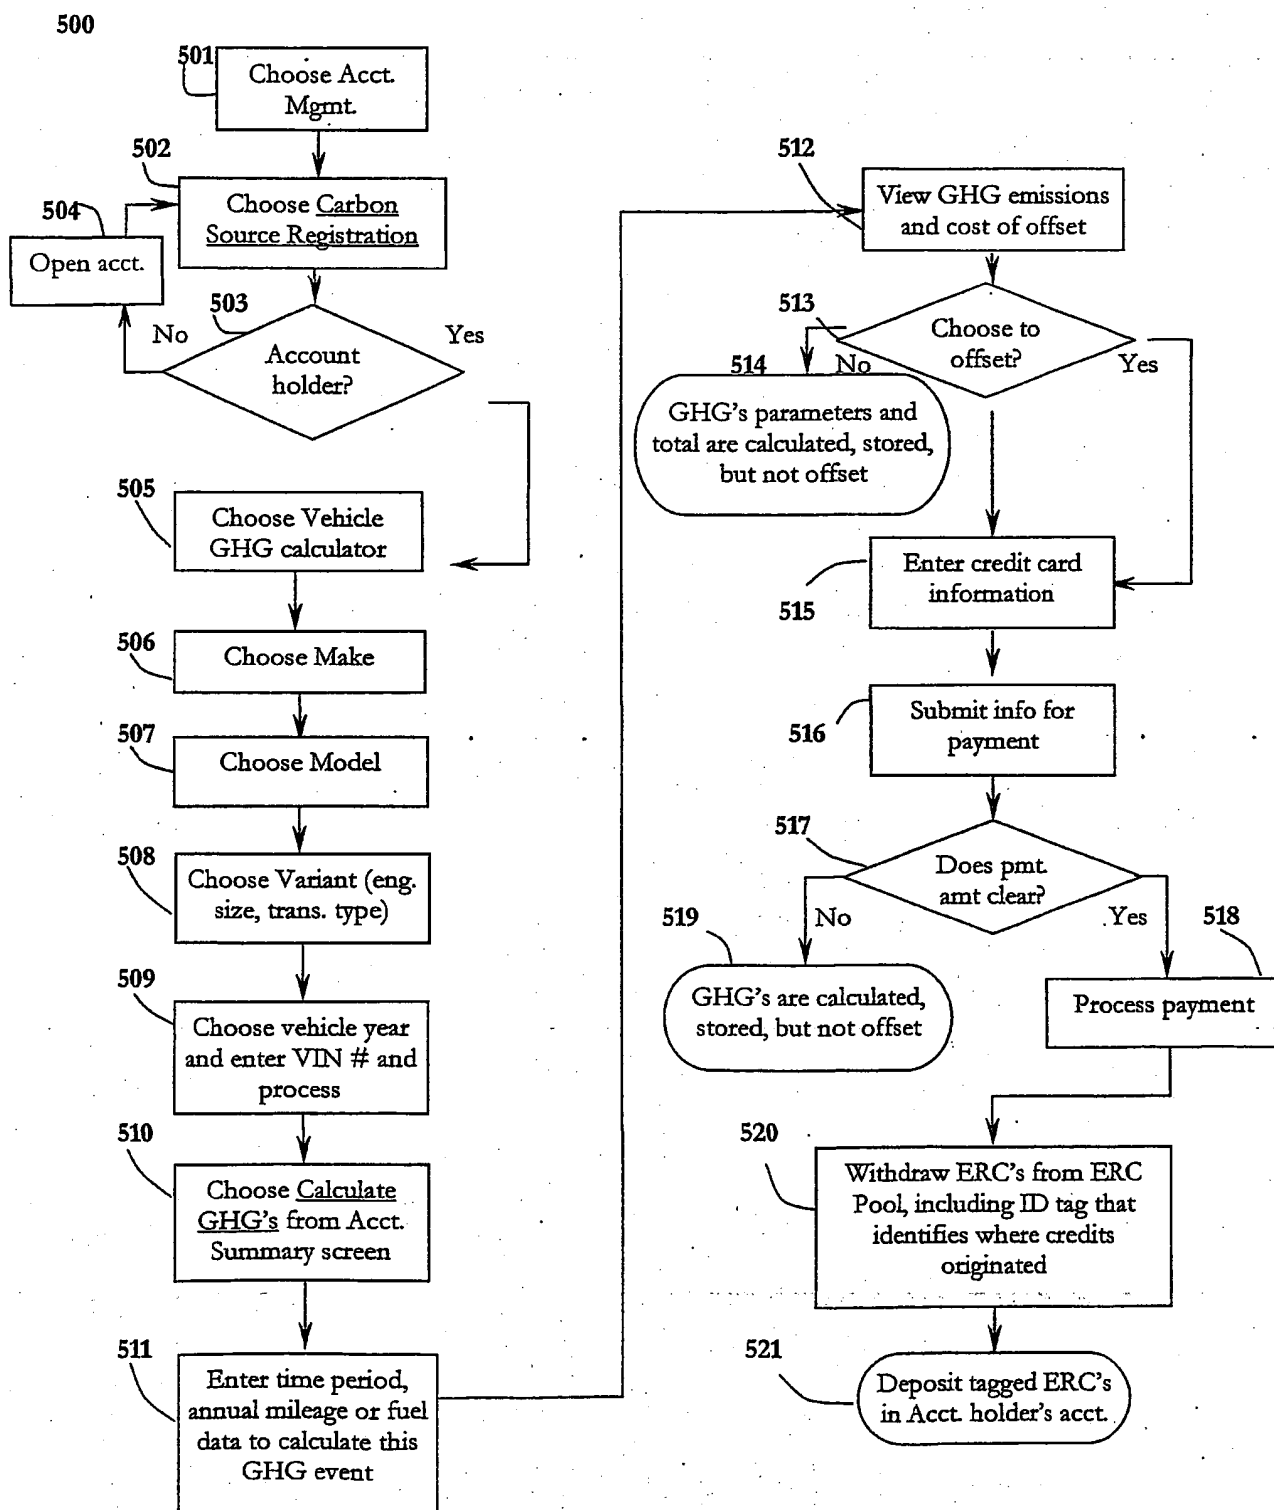 500
501
Choose Acct.
Mgmt.
502
Choose Carbon
Source Registration
504
Open acct.
503
No
Yes
Account
holder?
505
Choose Vehicle
GHG calculator
506
Choose Make
507
Choose Model
508
Choose Variant (eng.
size, trans. type)
509
Choose vehicle year
and enter VIN # and
process
510
Choose Calculate
GHG's from Acct.
Summary screen
511
Enter time period,
annual mileage or fuel
data to calculate this
GHG event
512
View GHG emissions
and cost of offset
513
Choose to
offset?
No
Yes
514
GHG's parameters and
total are calculated, stored,
but not offset
515
Enter credit card
information
516
Submit info for
payment
517
Does pmt.
amt clear?
No
Yes
518
519
GHG's are calculated,
stored, but not offset
Process payment
520
Withdraw ERC's from ERC
Pool, including ID tag that
identifies where credits
originated
521
Deposit tagged ERC's
in Acct. holder's acct.